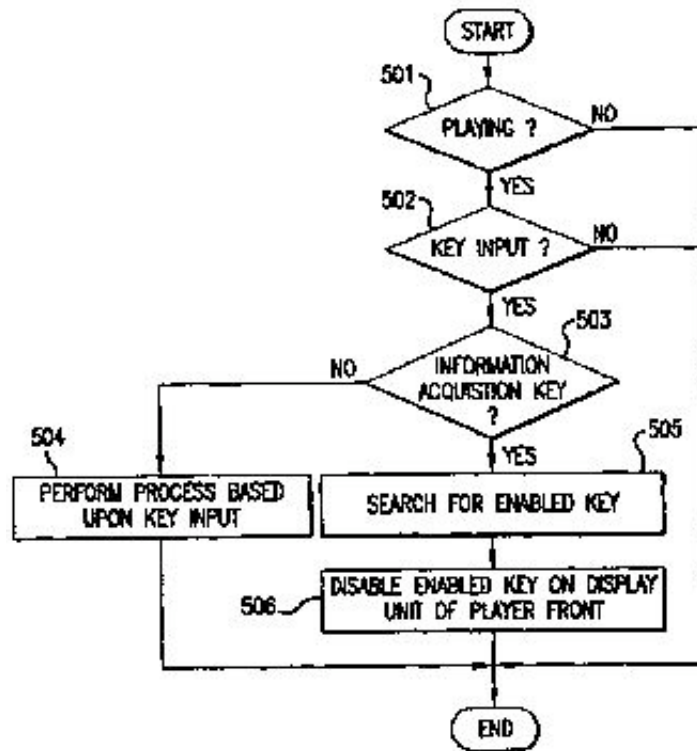 START
501
PLAYING ?
NO
YES
502
KEY INPUT ?
NO
YES
503
NO
INFORMATION
ACQUISTION KEY
?
YES
504
PERFORM PROCESS BASED
UPON KEY INPUT
505
SEARCH FOR ENABLED KEY
506
DISABLE ENABLED KEY ON DISPLAY
UNIT OF PLAYER FRONT
END